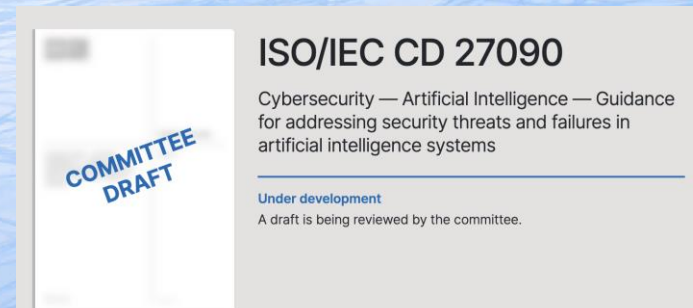 COMMITTEE
DRAFT
ISO/IEC CD 27090
Cybersecurity — Artificial Intelligence — Guidance
for addressing security threats and failures in
artificial intelligence systems
Under development
A draft is being reviewed by the committee.